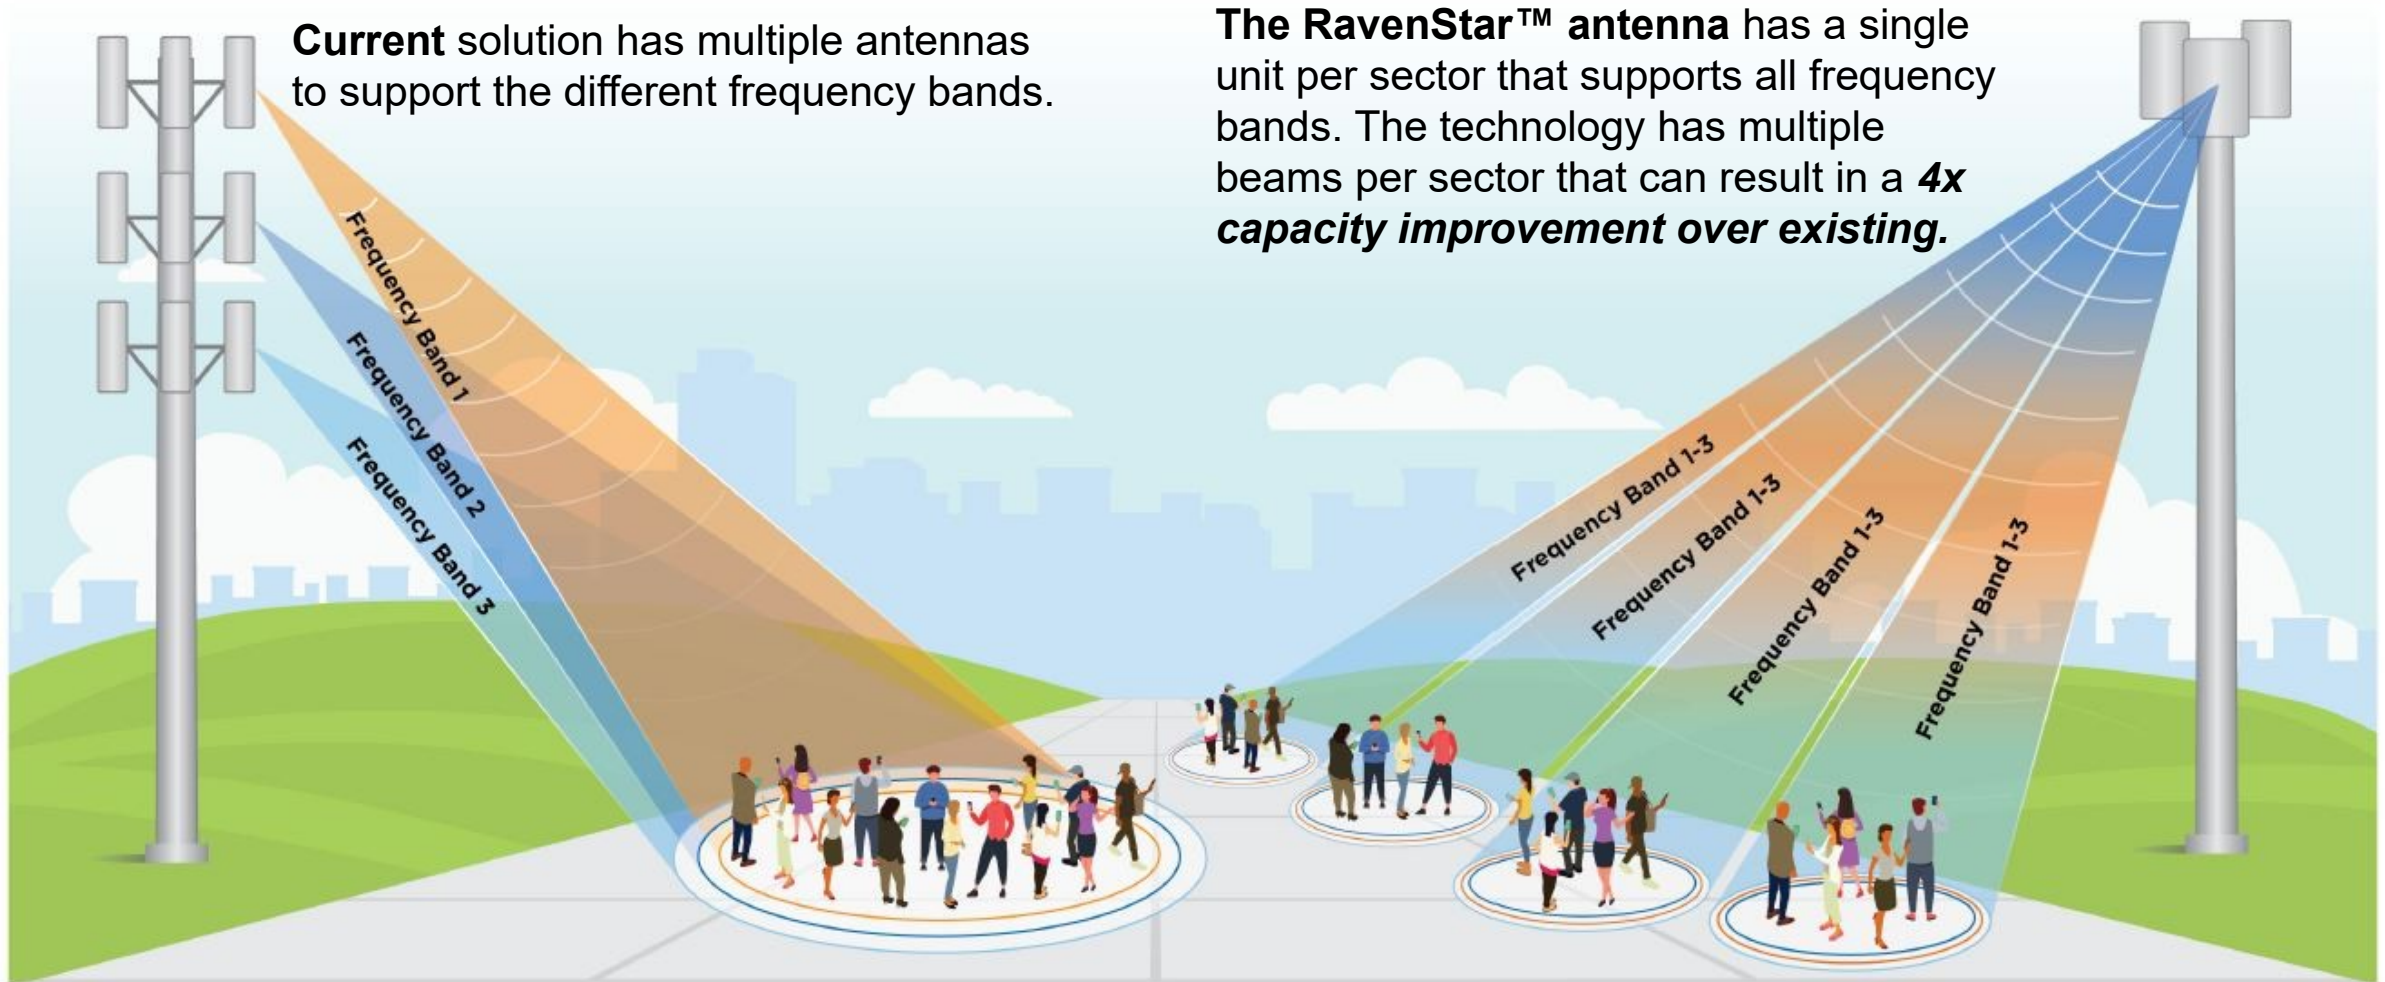 Current solution has multiple antennas
to support the different frequency bands.
The RavenStar™ antenna has a single
unit per sector that supports all frequency
bands. The technology has multiple
beams per sector that can result in a 4x
capacity improvement over existing.
Frequency Band 1
Frequency Band 2
Frequency Band 3
Frequency Band 1-3
Frequency Band 1-3
Frequency Band 1-3
Frequency Band 1-3